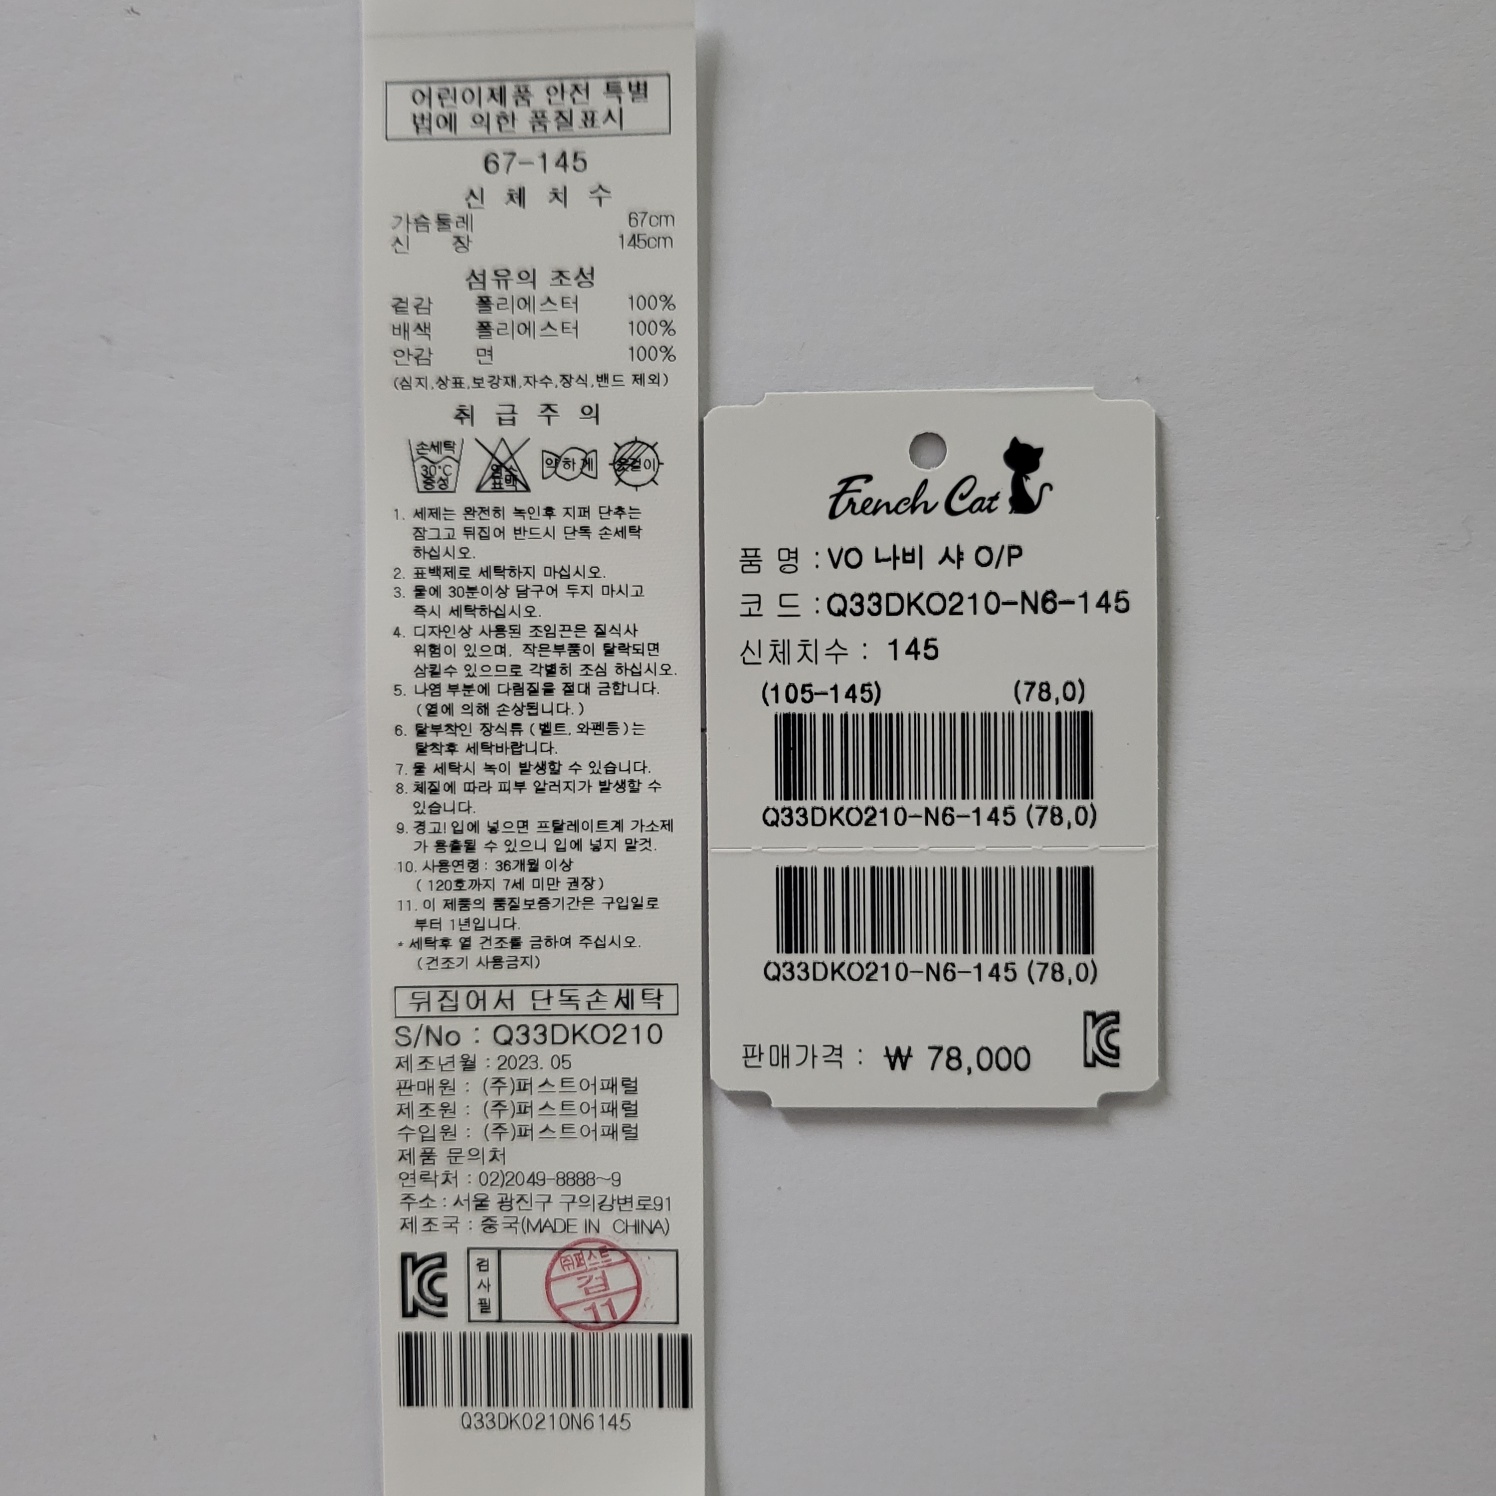 어린이제품 안전 특별
법에 의한 품질표시
67-145
신 체 치 수
가슴둘레 67cm
신 장 145cm
섬유의 조성
겉감 폴리에스터 100%
배색 폴리에스터 100%
안감 면 100%
(심지,상표,보강재,자수,장식,밴드 제외)
취 급 주 의
손세탁 30°C 중성
염소 표백
약하게
옷걸이
1. 세제는 완전히 녹인후 지퍼 단추는
잠그고 뒤집어 반드시 단독 손세탁
하십시오.
2. 표백제로 세탁하지 마십시오.
3. 물에 30분이상 담구어 두지 마시고
즉시 세탁하십시오.
4. 디자인상 사용된 조임끈은 질식사
위험이 있으며, 작은부품이 탈락되면
삼킬수 있으므로 각별히 조심 하십시오.
5. 나염 부분에 다림질을 절대 금합니다.
(열에 의해 손상됩니다.)
6. 탈부착인 장식류 (벨트, 와펜등)는
탈착후 세탁바랍니다.
7. 물 세탁시 녹이 발생할 수 있습니다.
8. 체질에 따라 피부 알러지가 발생할 수
있습니다.
9. 경고! 입에 넣으면 프탈레이트계 가소제
가 용출될 수 있으니 입에 넣지 말것.
10. 사용연령 : 36개월 이상
(120호까지 7세 미만 권장)
11. 이 제품의 품질보증기간은 구입일로
부터 1년입니다.
* 세탁후 열 건조를 금하여 주십시오.
(건조기 사용금지)
뒤집어서 단독손세탁
S/No : Q33DKO210
제조년월 : 2023. 05
판매원 : (주)퍼스트어패럴
제조원 : (주)퍼스트어패럴
수입원 : (주)퍼스트어패럴
제품 문의처
연락처 : 02)2049-8888~9
주소 : 서울 광진구 구의강변로91
제조국 : 중국(MADE IN CHINA)
KC
검사필
㈜퍼스트
검
11
Q33DKO210N6145
French Cat
품 명 : VO 나비 샤 O/P
코 드 : Q33DKO210-N6-145
신체치수 : 145
(105-145) (78,0)
Q33DKO210-N6-145 (78,0)
Q33DKO210-N6-145 (78,0)
판매가격 : ₩ 78,000
KC